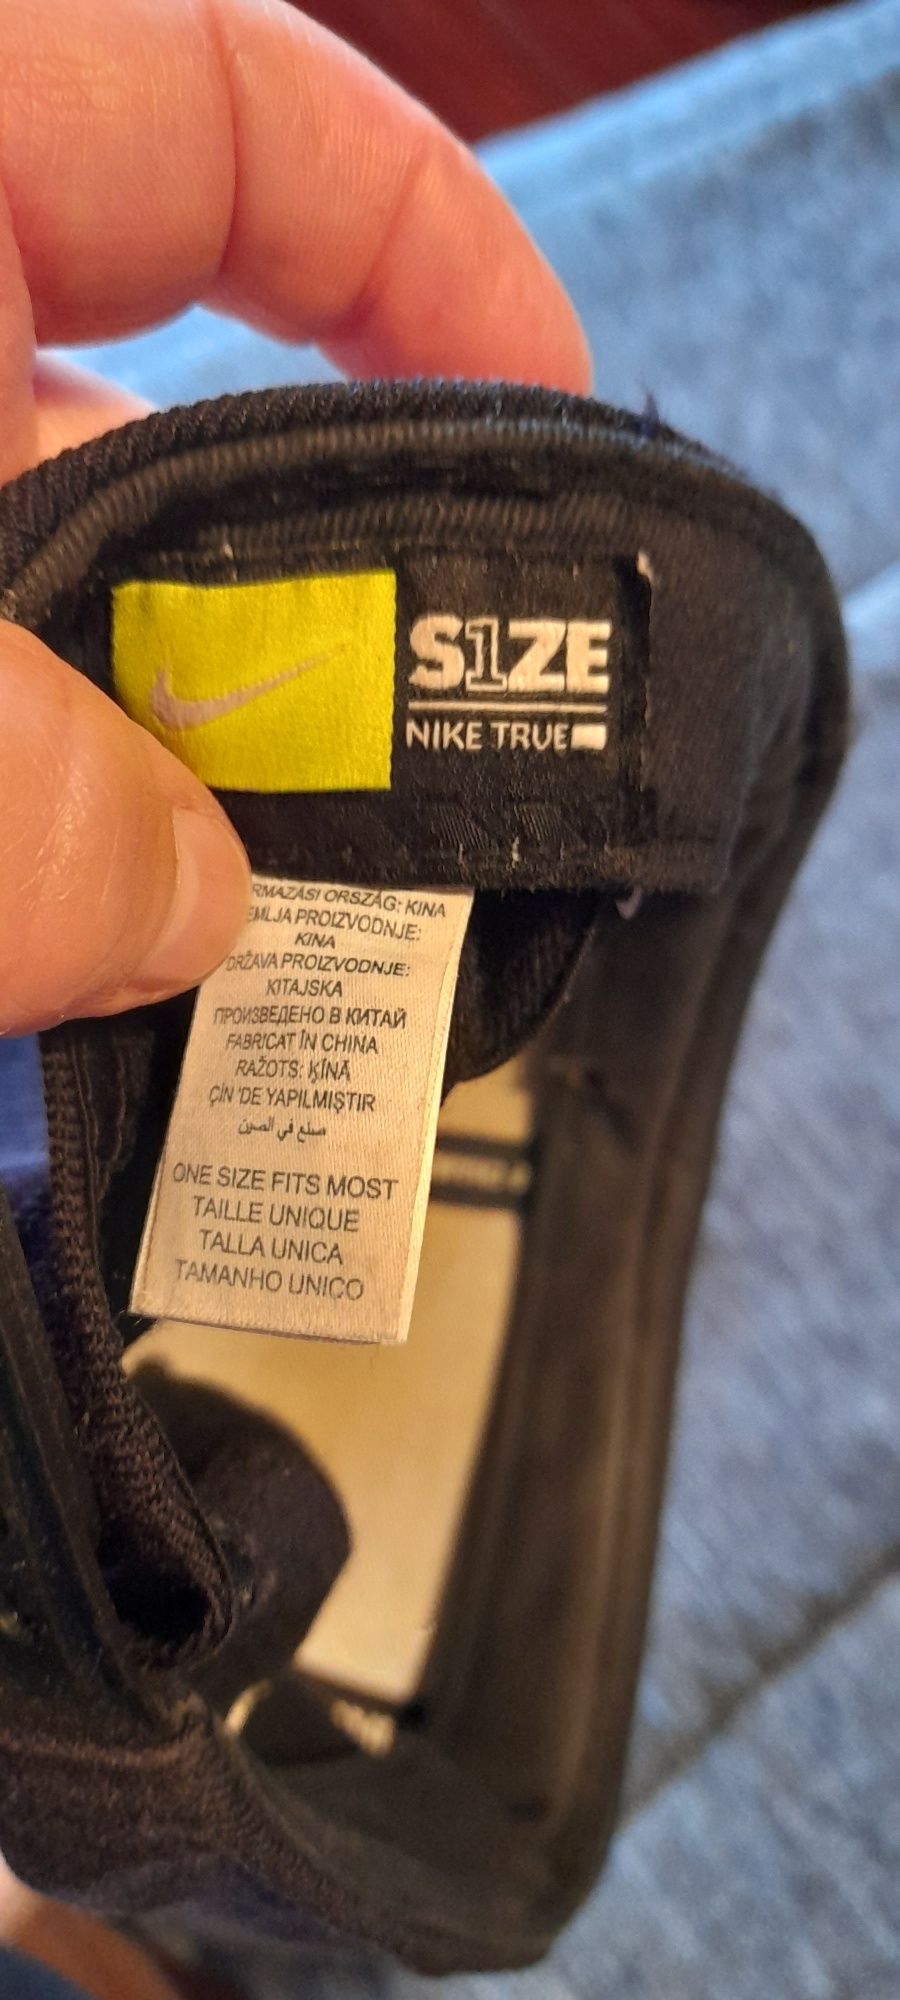 S1ZE
NIKE TRUE
RMAZÁSI ORSZÁG: KINA
EMLJA PROIZVODNJE:
KINA
DRŽAVA PROIZVODNJE:
KITAJSKA
ПРОИЗВЕДЕНО В КИТАЙ
FABRICAT ÎN CHINA
RAŽOTS: ĶĪNĀ
ÇİN 'DE YAPILMIŞTIR
صنع في الصين
ONE SIZE FITS MOST
TAILLE UNIQUE
TALLA UNICA
TAMANHO UNICO